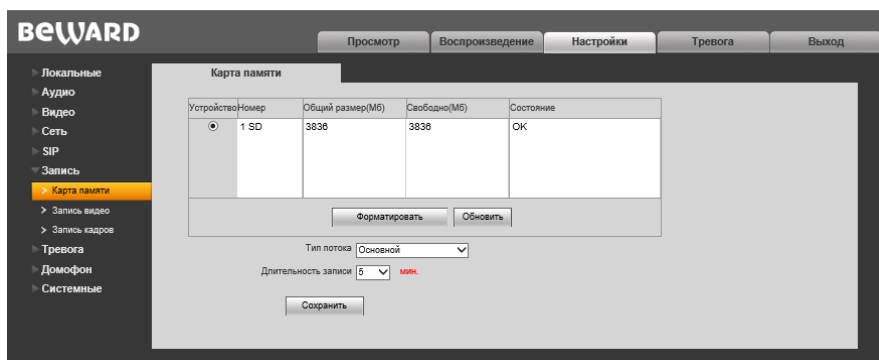 BEWARD
Просмотр Воспроизведение Настройки Тревога Выход
Локальные
Аудио
Видео
Сеть
SIP
Запись
> Карта памяти
> Запись видео
> Запись кадров
Тревога
Домофон
Системные
Карта памяти
Устройство Номер Общий размер(Мб) Свободно(Мб) Состояние
1 SD 3836 3836 OK
Форматировать Обновить
Тип потока Основной
Длительность записи 5 мин.
Сохранить